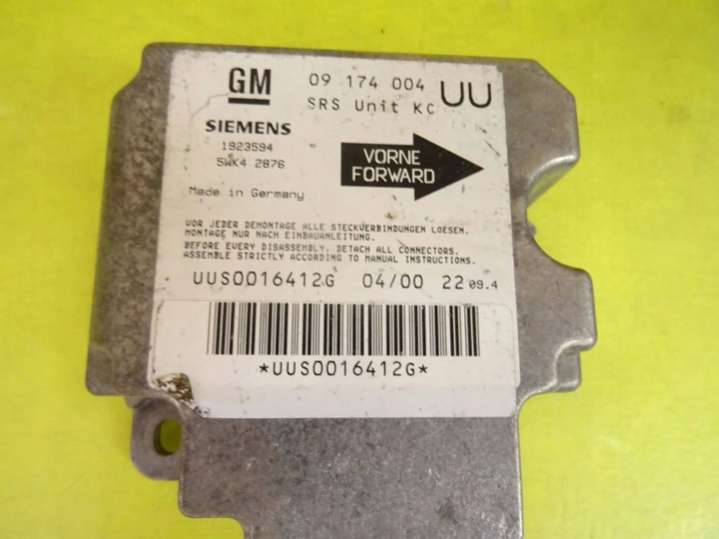 GM 09 174 004 UU
SRS Unit KC
SIEMENS
1923594
5WK4 2876
VORNE
FORWARD
Made in Germany
VOR JEDER DEMONTAGE ALLE STECKVERBINDUNGEN LOESEN.
MONTAGE NUR NACH EINBAUANLEITUNG.
BEFORE EVERY DISASSEMBLY, DETACH ALL CONNECTORS.
ASSEMBLE STRICTLY ACCORDING TO MANUAL INSTRUCTIONS.
UUS0016412G 04/00 22 09.4
*UUS0016412G*